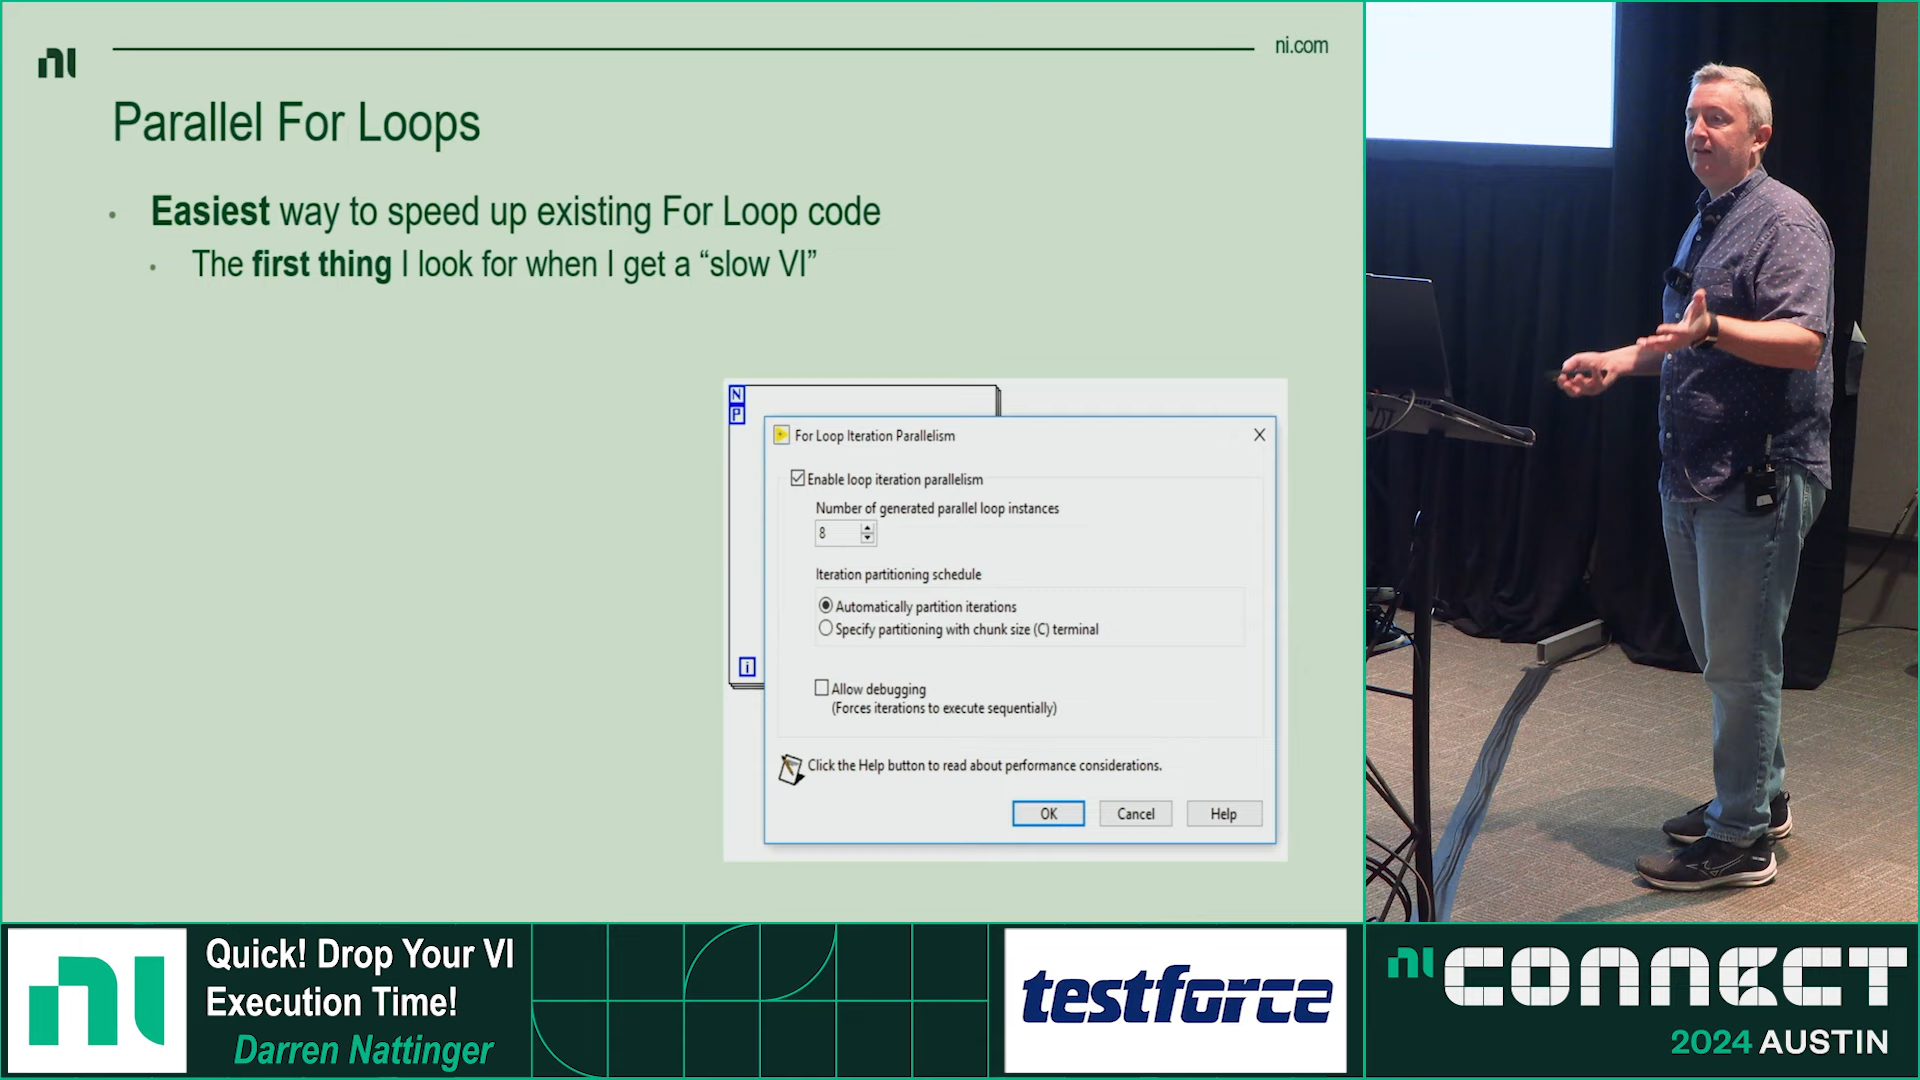 ni
ni.com
Parallel For Loops
Easiest way to speed up existing For Loop code
The first thing I look for when I get a “slow VI”
N
P
i
For Loop Iteration Parallelism
Enable loop iteration parallelism
Number of generated parallel loop instances
8
Iteration partitioning schedule
Automatically partition iterations
Specify partitioning with chunk size (C) terminal
Allow debugging
(Forces iterations to execute sequentially)
Click the Help button to read about performance considerations.
OK Cancel Help
ni
Quick! Drop Your VI
Execution Time!
Darren Nattinger
testforce
ni CONNECT
2024 AUSTIN